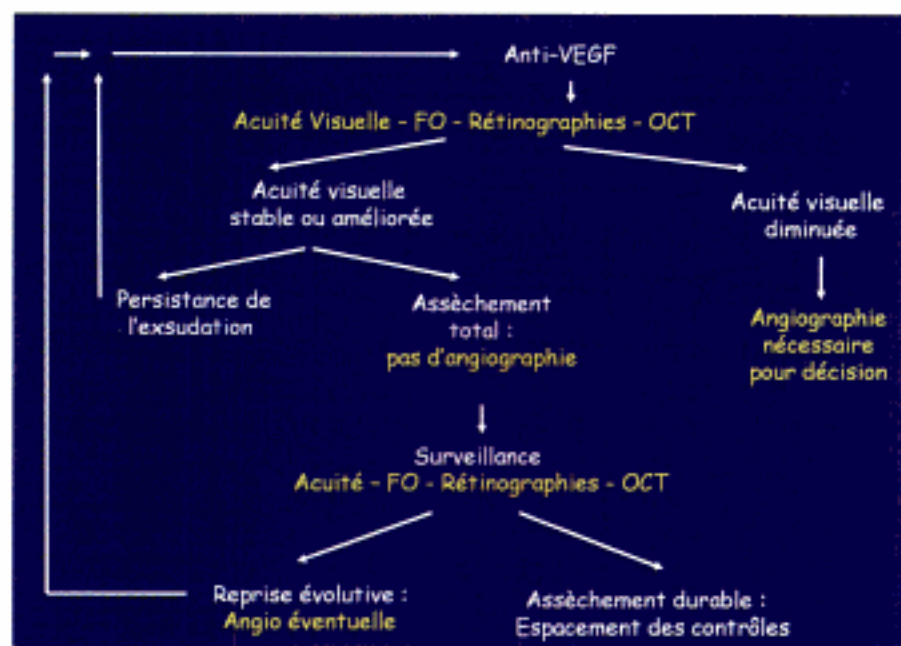 Anti-VEGF
Acuité Visuelle - FO - Rétinographies - OCT
Acuité visuelle
stable ou améliorée
Acuité visuelle
diminuée
Persistance de
l'exsudation
Assèchement
total :
pas d'angiographie
Angiographie
nécessaire
pour décision
Surveillance
Acuité - FO - Rétinographies - OCT
Reprise évolutive :
Angio éventuelle
Assèchement durable :
Espacement des contrôles